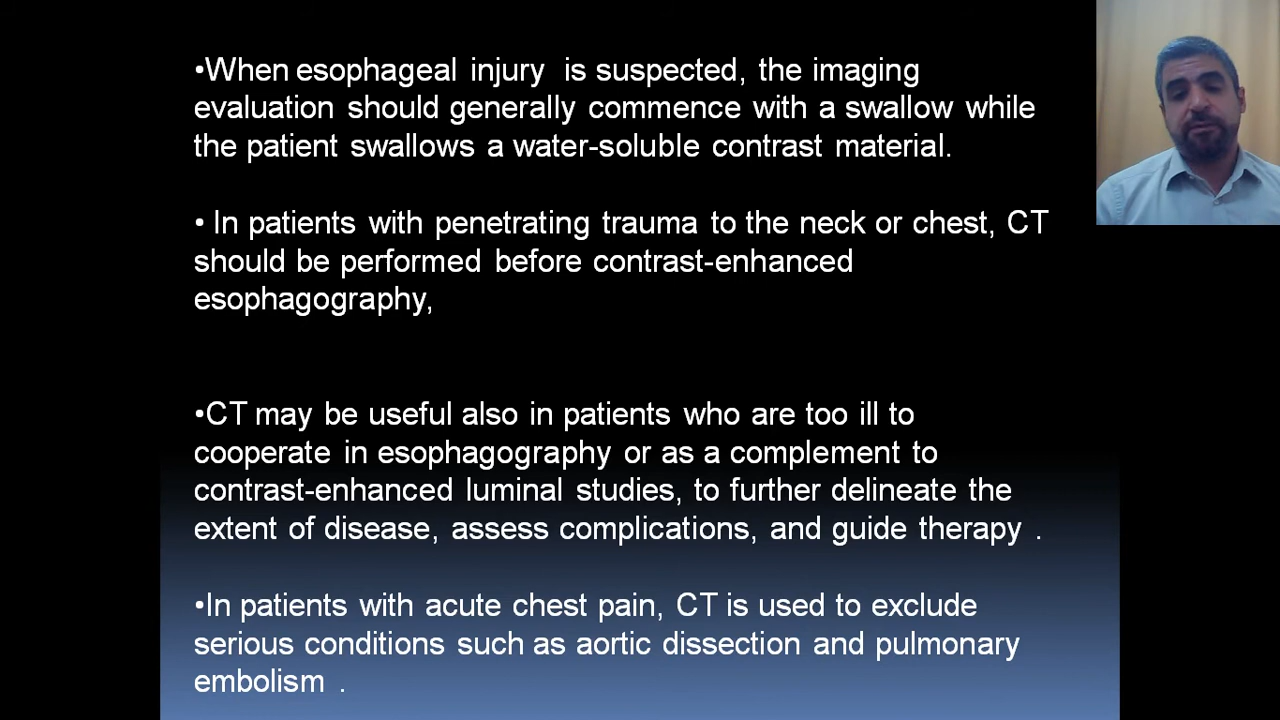 •When esophageal injury is suspected, the imaging
evaluation should generally commence with a swallow while
the patient swallows a water-soluble contrast material.
• In patients with penetrating trauma to the neck or chest, CT
should be performed before contrast-enhanced
esophagography,
•CT may be useful also in patients who are too ill to
cooperate in esophagography or as a complement to
contrast-enhanced luminal studies, to further delineate the
extent of disease, assess complications, and guide therapy .
•In patients with acute chest pain, CT is used to exclude
serious conditions such as aortic dissection and pulmonary
embolism .